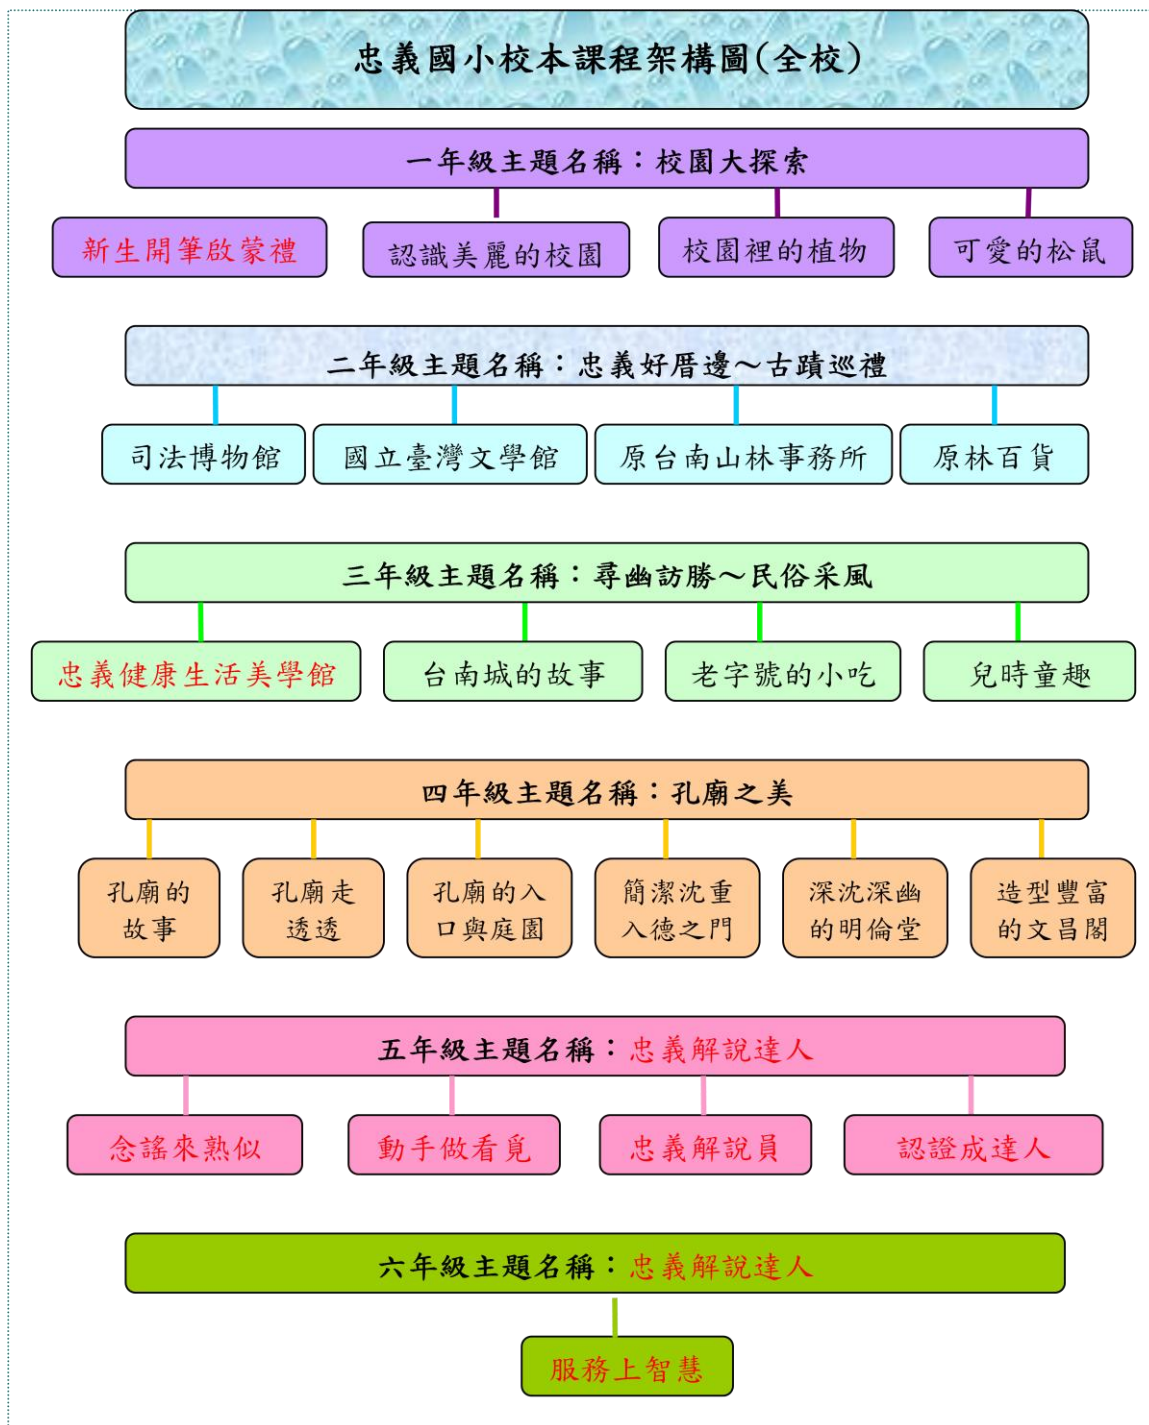 忠義國小校本課程架構圖(全校)
一年級主題名稱：校園大探索
新生開筆啟蒙禮
認識美麗的校園
校園裡的植物
可愛的松鼠
二年級主題名稱：忠義好厝邊～古蹟巡禮
司法博物館
國立臺灣文學館
原台南山林事務所
原林百貨
三年級主題名稱：尋幽訪勝～民俗采風
忠義健康生活美學館
台南城的故事
老字號的小吃
兒時童趣
四年級主題名稱：孔廟之美
孔廟的
故事
孔廟走
透透
孔廟的入
口與庭園
簡潔沈重
入德之門
深沈深幽
的明倫堂
造型豐富
的文昌閣
五年級主題名稱：忠義解說達人
念謠來熟似
動手做看覓
忠義解說員
認證成達人
六年級主題名稱：忠義解說達人
服務上智慧